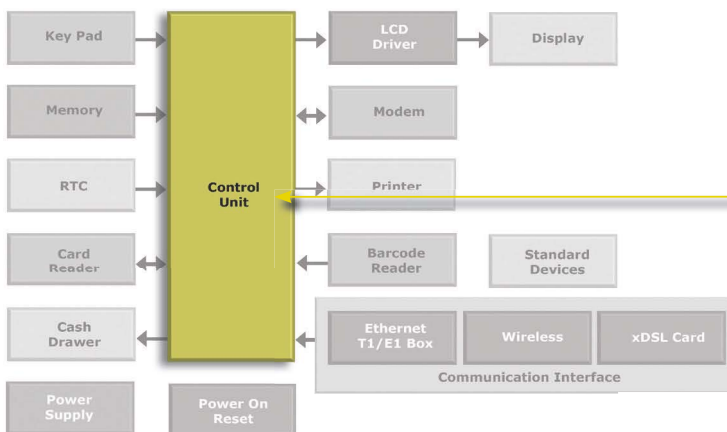 Key Pad
LCD
Driver
Display
Memory
Modem
RTC
Control
Unit
Printer
Card
Reader
Barcode
Reader
Standard
Devices
Cash
Drawer
Ethernet
T1/E1 Box
Wireless
xDSL Card
Communication Interface
Power
Supply
Power On
Reset